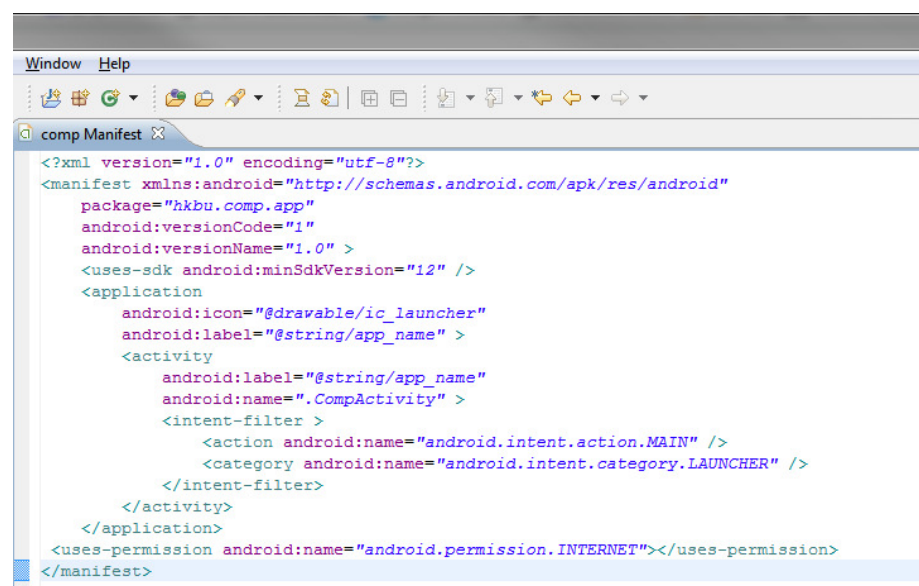 Window Help
comp Manifest
<?xml version="1.0" encoding="utf-8"?>
<manifest xmlns:android="http://schemas.android.com/apk/res/android"
    package="hkbu.comp.app"
    android:versionCode="1"
    android:versionName="1.0" >
    <uses-sdk android:minSdkVersion="12" />
    <application
        android:icon="@drawable/ic_launcher"
        android:label="@string/app_name" >
        <activity
            android:label="@string/app_name"
            android:name=".CompActivity" >
            <intent-filter >
                <action android:name="android.intent.action.MAIN" />
                <category android:name="android.intent.category.LAUNCHER" />
            </intent-filter>
        </activity>
    </application>
 <uses-permission android:name="android.permission.INTERNET"></uses-permission>
</manifest>